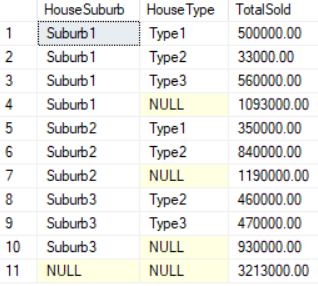 HouseSuburb HouseType TotalSold
1 Suburb1 Type1 500000.00
2 Suburb1 Type2 33000.00
3 Suburb1 Type3 560000.00
4 Suburb1 NULL 1093000.00
5 Suburb2 Type1 350000.00
6 Suburb2 Type2 840000.00
7 Suburb2 NULL 1190000.00
8 Suburb3 Type2 460000.00
9 Suburb3 Type3 470000.00
10 Suburb3 NULL 930000.00
11 NULL NULL 3213000.00